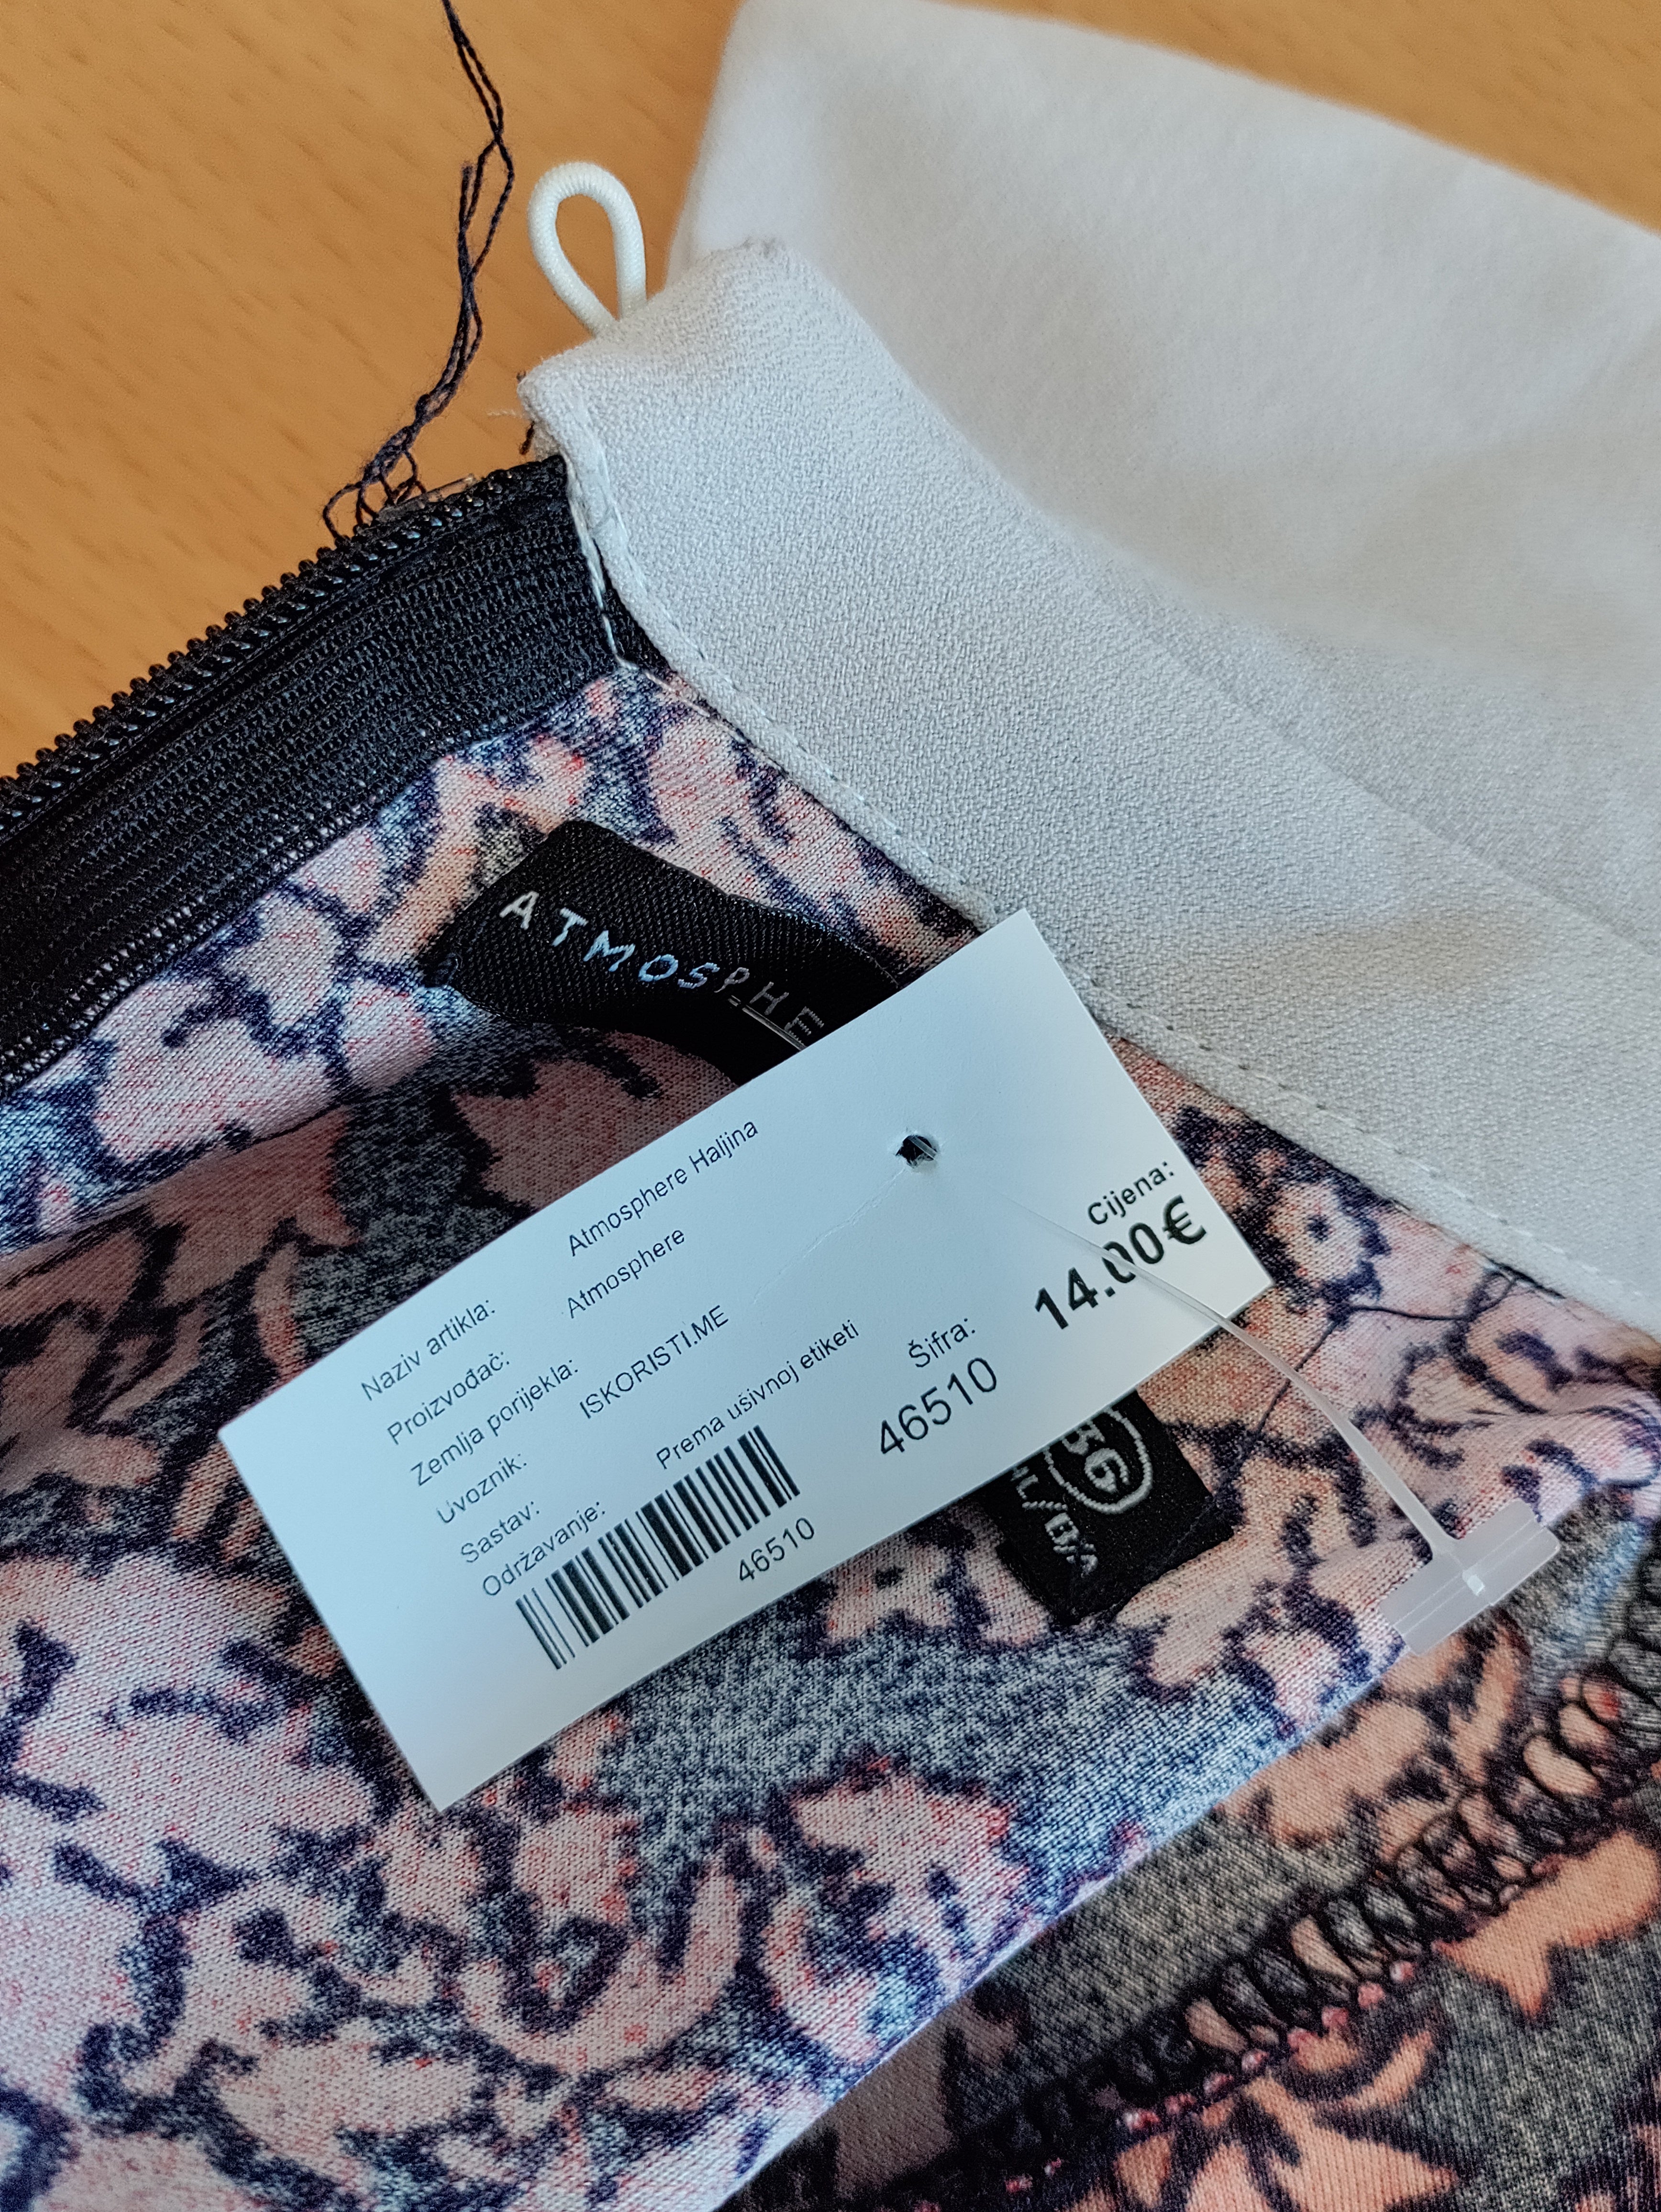 ATMOSPHE
Naziv artikla: Atmosphere Haljina
Proizvođač: Atmosphere
Zemlja porijekla:
Uvoznik: ISKORISTI.ME
Sastav:
Održavanje: Prema ušivnoj etiketi
46510
Šifra:
46510
Cijena:
14.00€
36